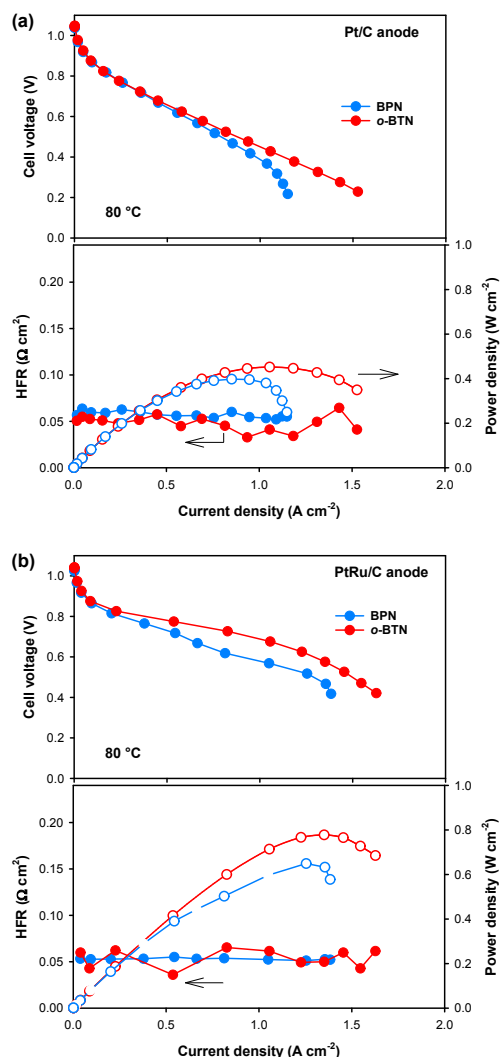 (a)
Pt/C anode
1.2
1.0
0.8
0.6
0.4
0.2
0.0
Cell voltage (V)
BPN
o-BTN
80 °C
0.20
0.15
0.10
0.05
0.00
HFR (Ω cm²)
1.0
0.8
0.6
0.4
0.2
0.0
Power density (W cm⁻²)
0.0 0.5 1.0 1.5 2.0
Current density (A cm⁻²)
(b)
PtRu/C anode
1.0
0.8
0.6
0.4
0.2
0.0
Cell voltage (V)
BPN
o-BTN
80 °C
0.20
0.15
0.10
0.05
0.00
HFR (Ω cm²)
1.0
0.8
0.6
0.4
0.2
0.0
Power density (W cm⁻²)
0.0 0.5 1.0 1.5 2.0
Current density (A cm⁻²)